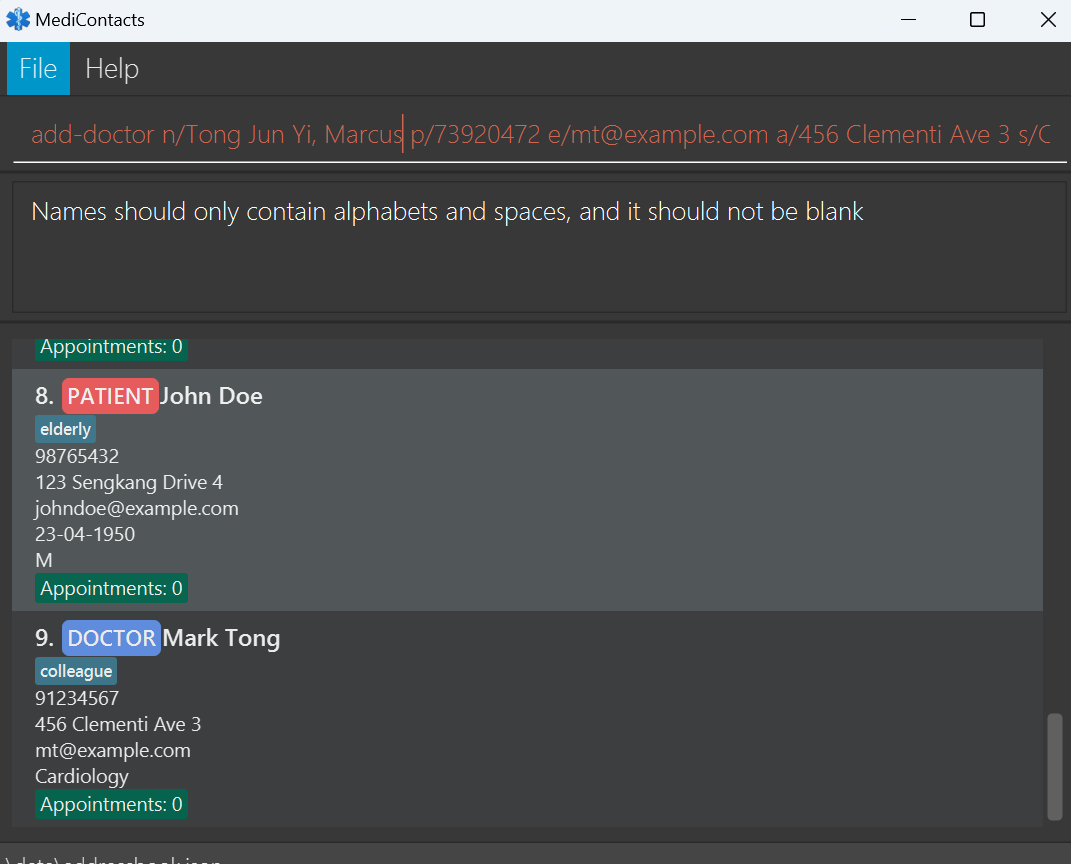 MediContacts
File Help
add-doctor n/Tong Jun Yi, Marcus p/73920472 e/mt@example.com a/456 Clementi Ave 3 s/C
Names should only contain alphabets and spaces, and it should not be blank
Appointments: 0
8. PATIENT John Doe
elderly
98765432
123 Sengkang Drive 4
johndoe@example.com
23-04-1950
M
Appointments: 0
9. DOCTOR Mark Tong
colleague
91234567
456 Clementi Ave 3
mt@example.com
Cardiology
Appointments: 0